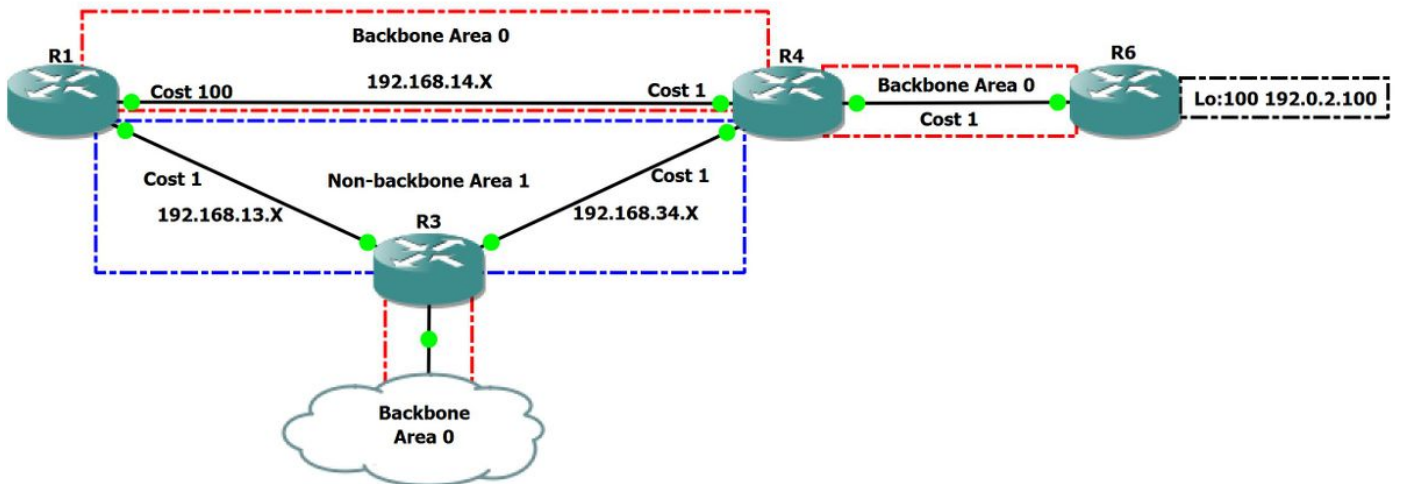 Backbone Area 0
R1
R4
R6
192.168.14.X
Cost 100
Cost 1
Backbone Area 0
Lo:100 192.0.2.100
Cost 1
Cost 1
Non-backbone Area 1
Cost 1
192.168.13.X
192.168.34.X
R3
Backbone
Area 0